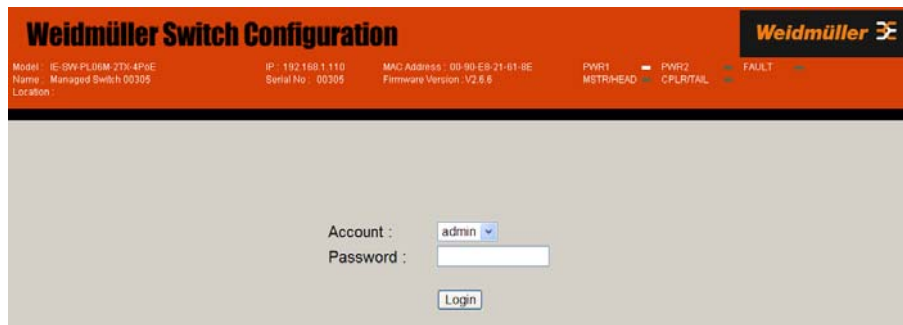 Weidmüller Switch Configuration
Weidmüller
Model : IE-SW-PL06M-2TX-4PoE
Name : Managed Switch 00305
Location :
IP : 192.168.1.110
Serial No : 00305
MAC Address : 00-90-E8-21-61-8E
Firmware Version : V2.6.6
PWR1 PWR2 FAULT
MSTR/HEAD CPLR/TAIL
Account : admin
Password :
Login